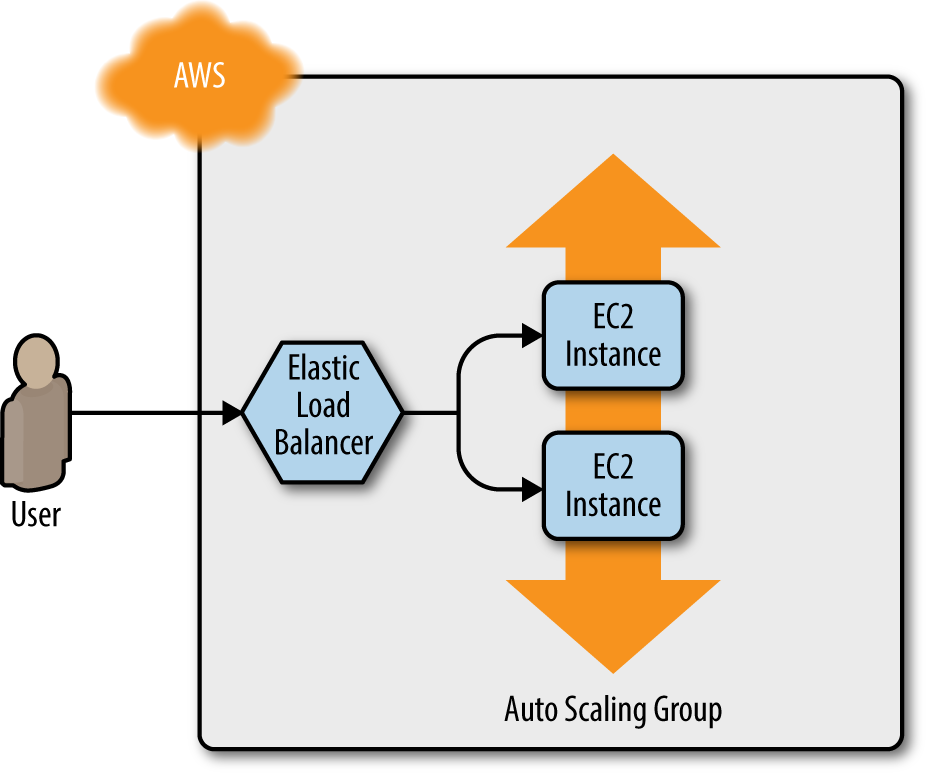 AWS
User
Elastic
Load
Balancer
EC2
Instance
EC2
Instance
Auto Scaling Group